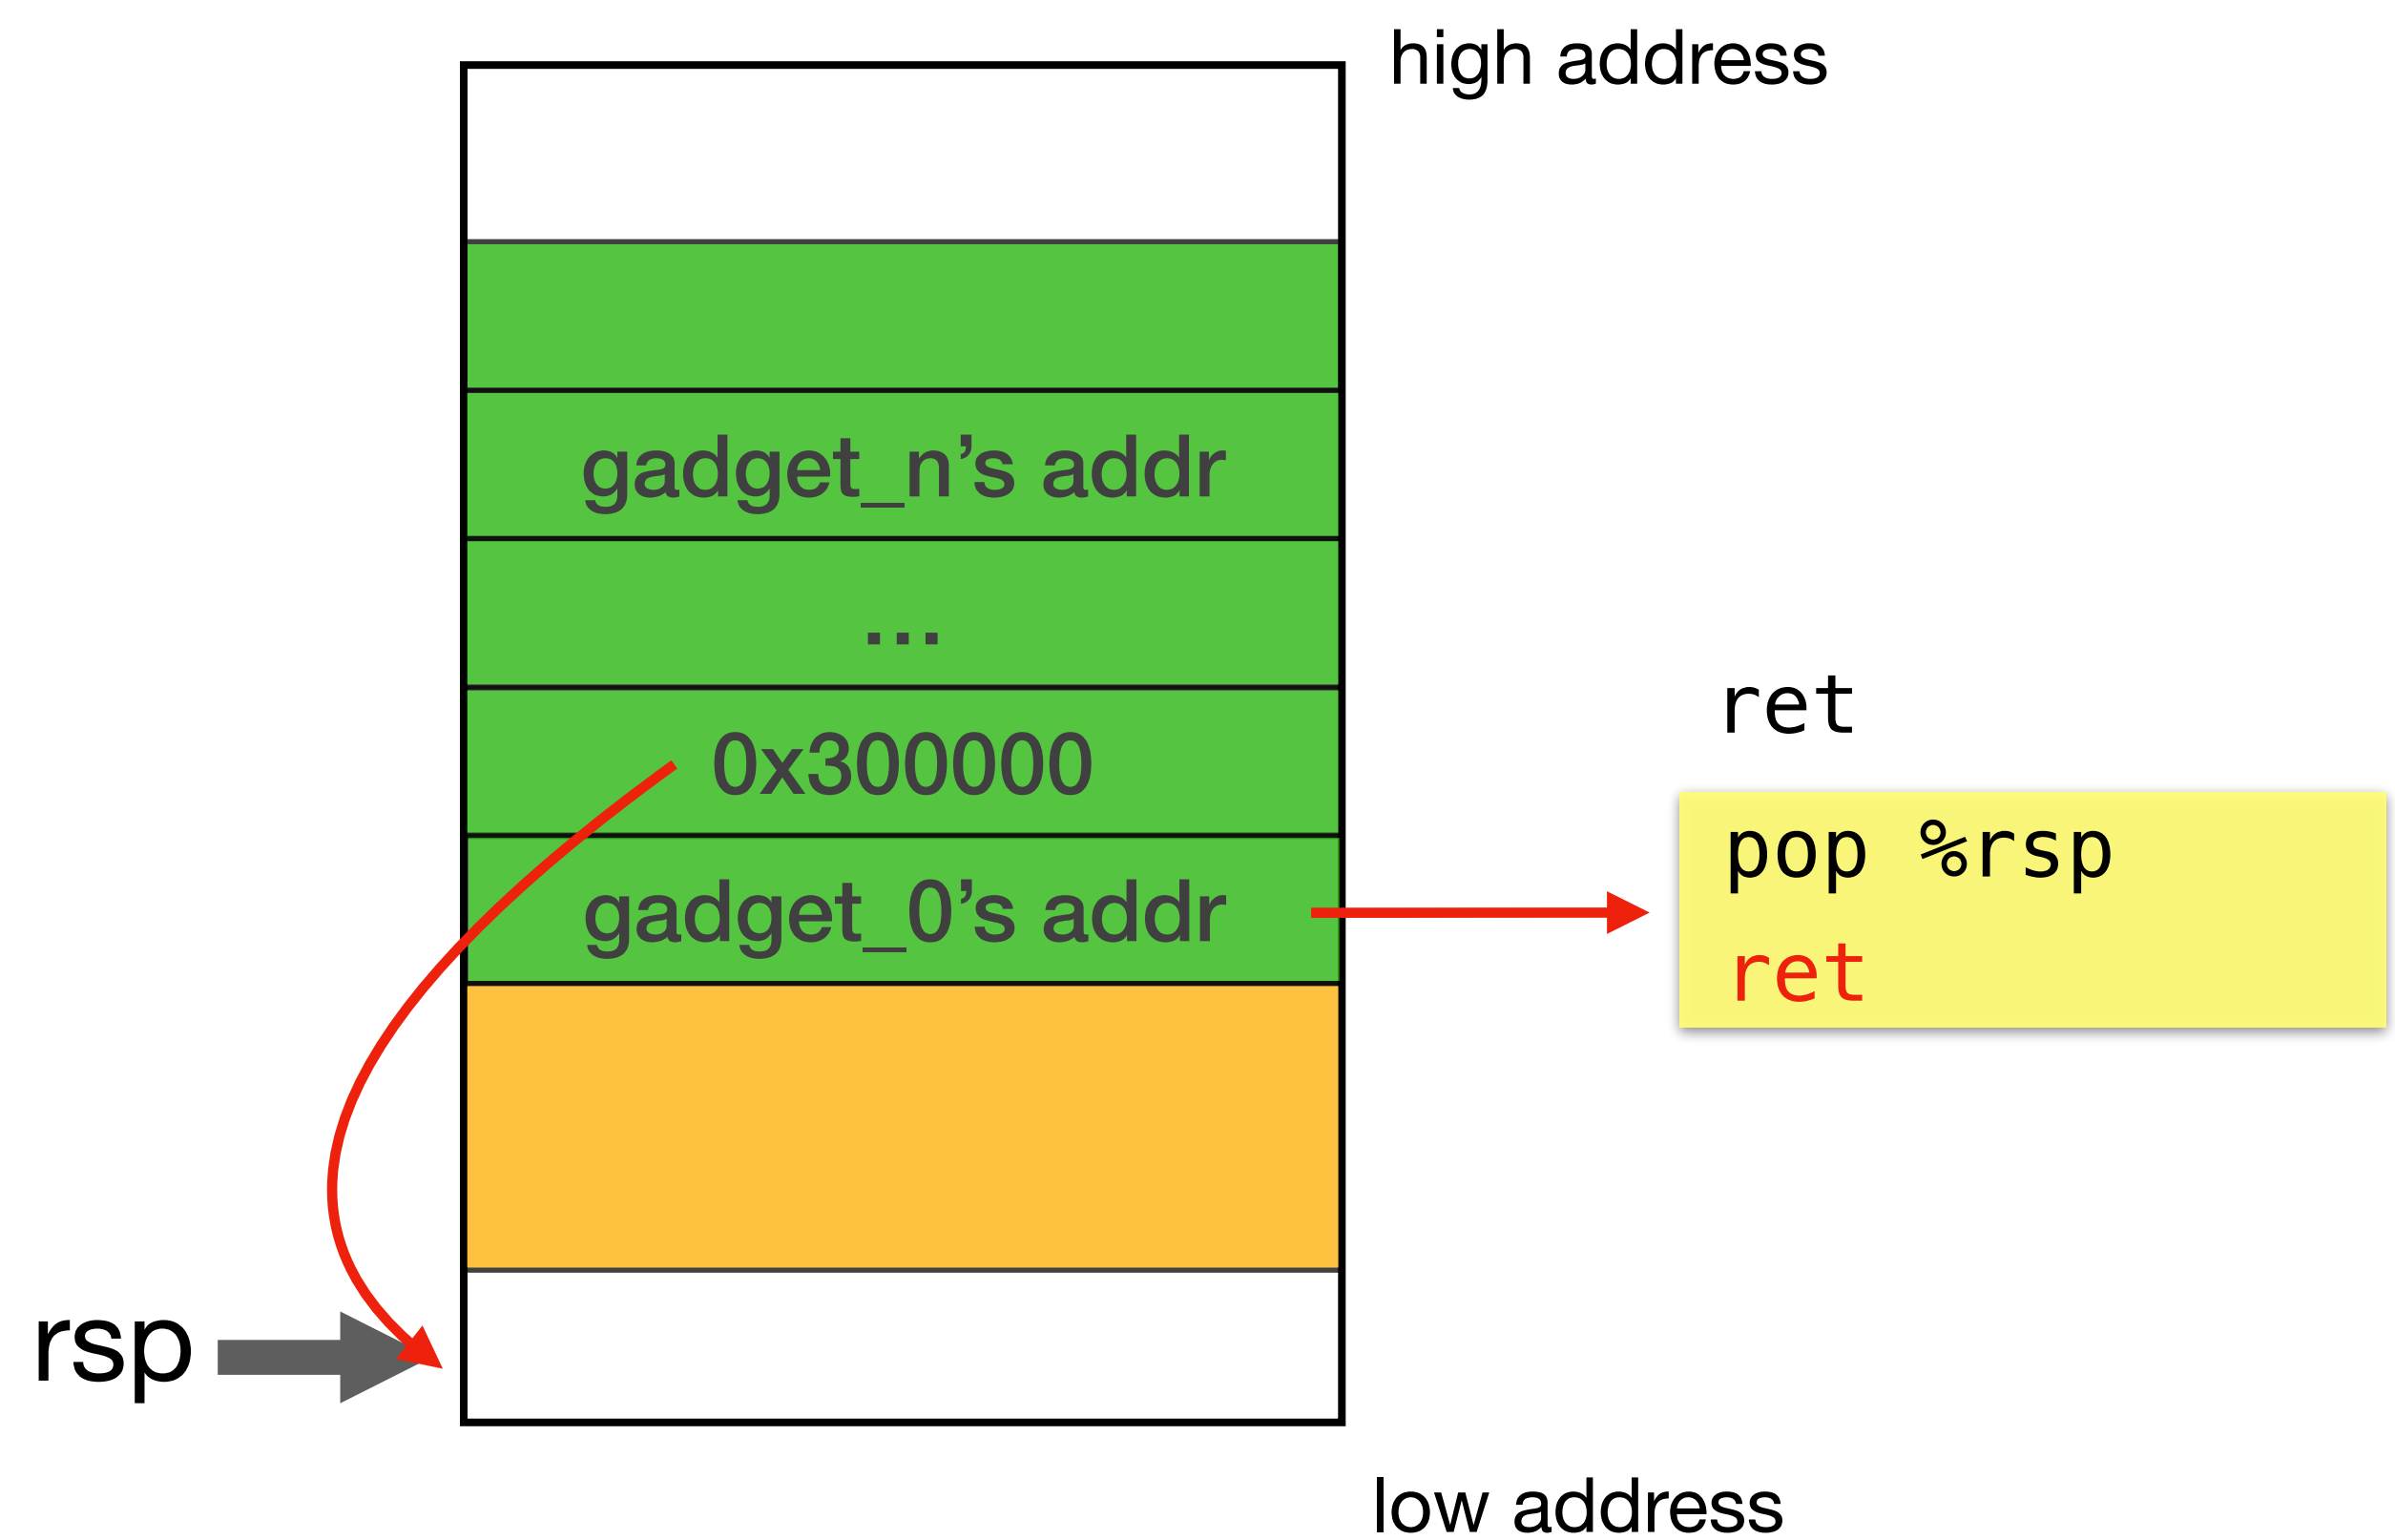 high address
gadget_n’s addr
...
ret
0x300000
pop %rsp
gadget_0’s addr
ret
rsp
low address